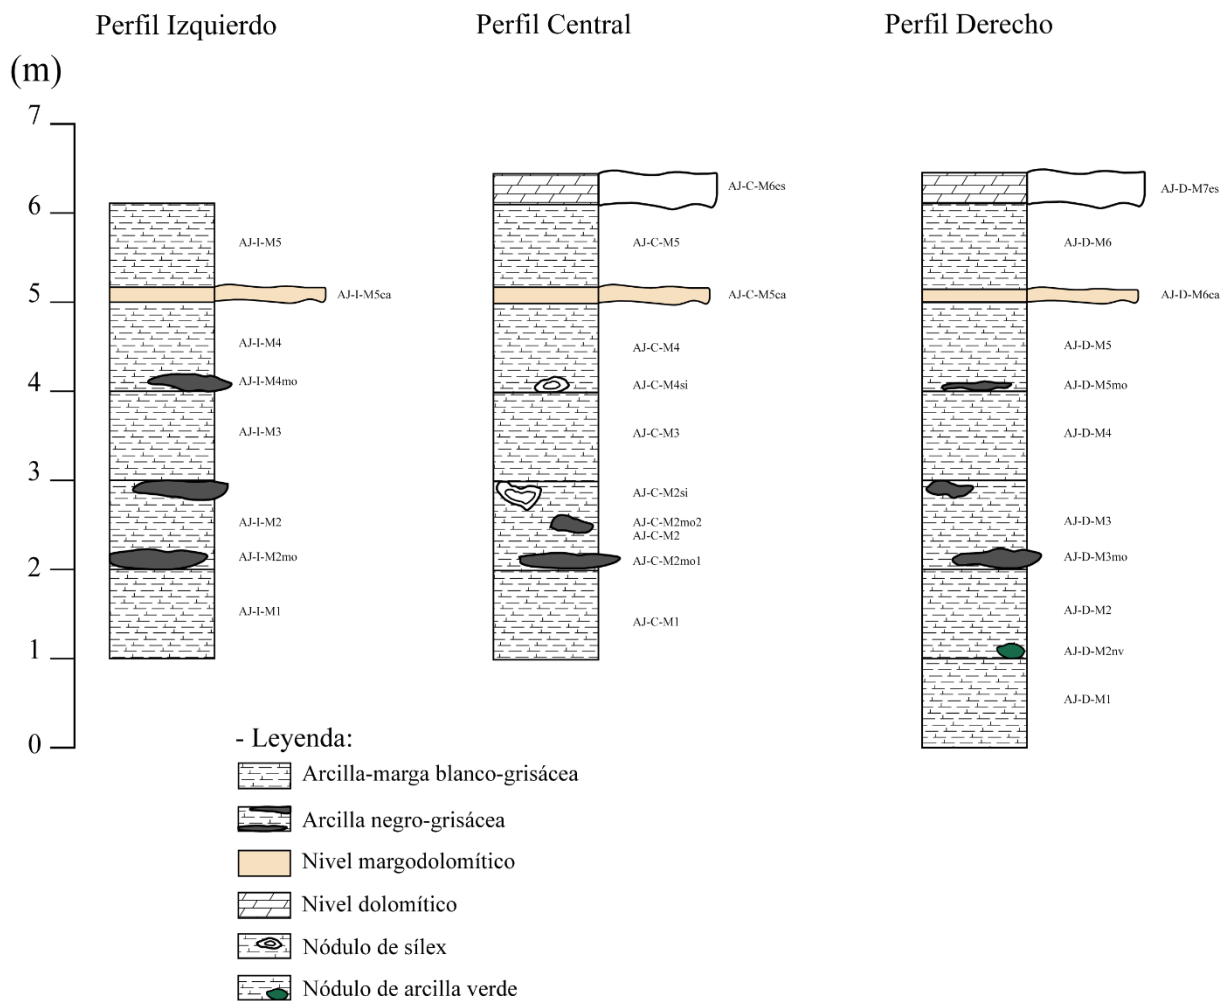 Perfil Izquierdo
Perfil Central
Perfil Derecho
(m)
7
6
5
4
3
2
1
0
AJ-I-M5
AJ-I-M5ca
AJ-I-M4
AJ-I-M4mo
AJ-I-M3
AJ-I-M2
AJ-I-M2mo
AJ-I-M1
AJ-C-M6es
AJ-C-M5
AJ-C-M5ca
AJ-C-M4
AJ-C-M4si
AJ-C-M3
AJ-C-M2si
AJ-C-M2mo2
AJ-C-M2
AJ-C-M2mo1
AJ-C-M1
AJ-D-M7es
AJ-D-M6
AJ-D-M6ca
AJ-D-M5
AJ-D-M5mo
AJ-D-M4
AJ-D-M3
AJ-D-M3mo
AJ-D-M2
AJ-D-M2nv
AJ-D-M1
- Leyenda:
Arcilla-marga blanco-grisácea
Arcilla negro-grisácea
Nivel margodolomítico
Nivel dolomítico
Nódulo de sílex
Nódulo de arcilla verde